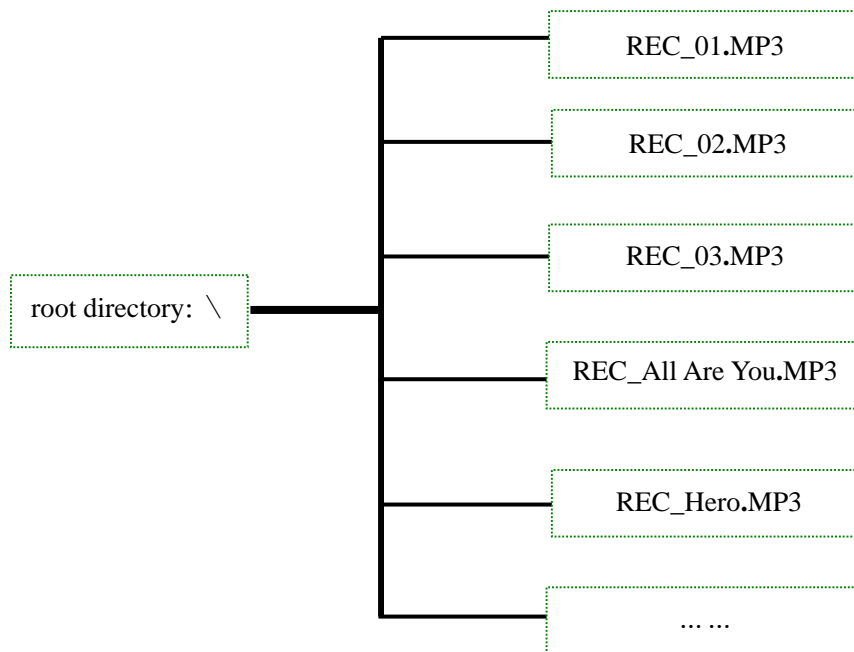 REC_01.MP3
REC_02.MP3
REC_03.MP3
root directory: \
REC_All Are You.MP3
REC_Hero.MP3
... ...